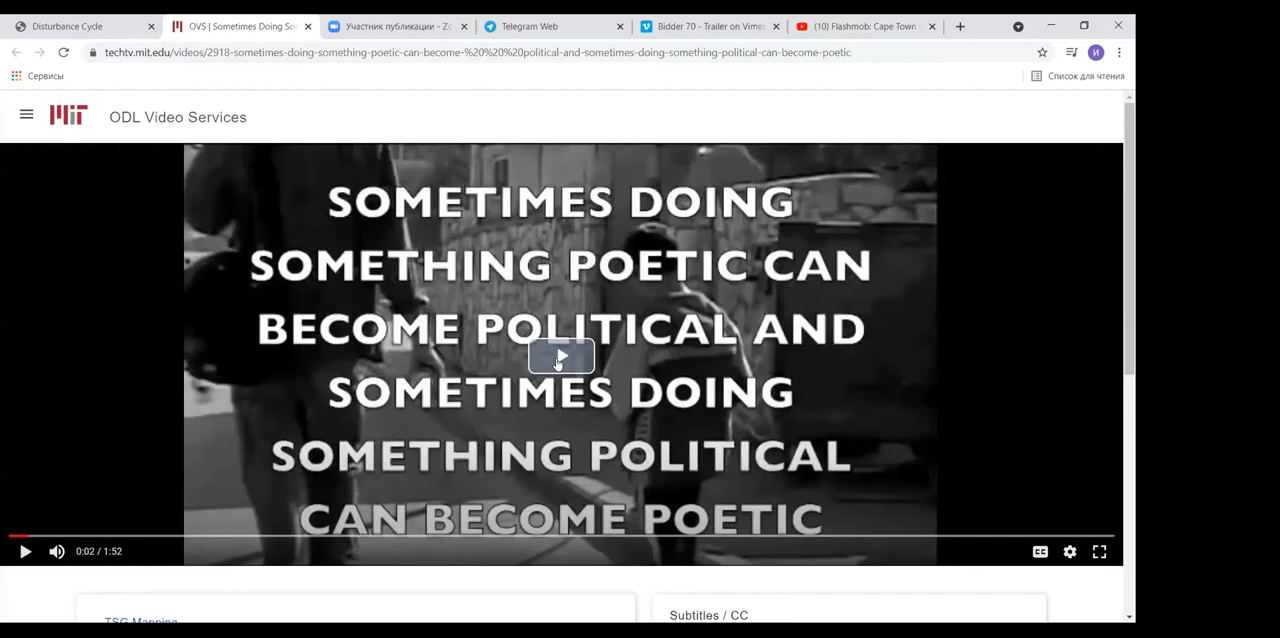 Disturbance Cycle
OVS | Sometimes Doing So
Участник публикации - Zo
Telegram Web
Bidder 70 - Trailer on Vime
(10) Flashmob: Cape Town
techtv.mit.edu/videos/2918-sometimes-doing-something-poetic-can-become-%20%20%20political-and-sometimes-doing-something-political-can-become-poetic
И
Сервисы
Список для чтения
MIT
ODL Video Services
SOMETIMES DOING
SOMETHING POETIC CAN
BECOME POLITICAL AND
SOMETIMES DOING
SOMETHING POLITICAL
CAN BECOME POETIC
0:02 / 1:52
CC
TSG Mapping
Subtitles / CC